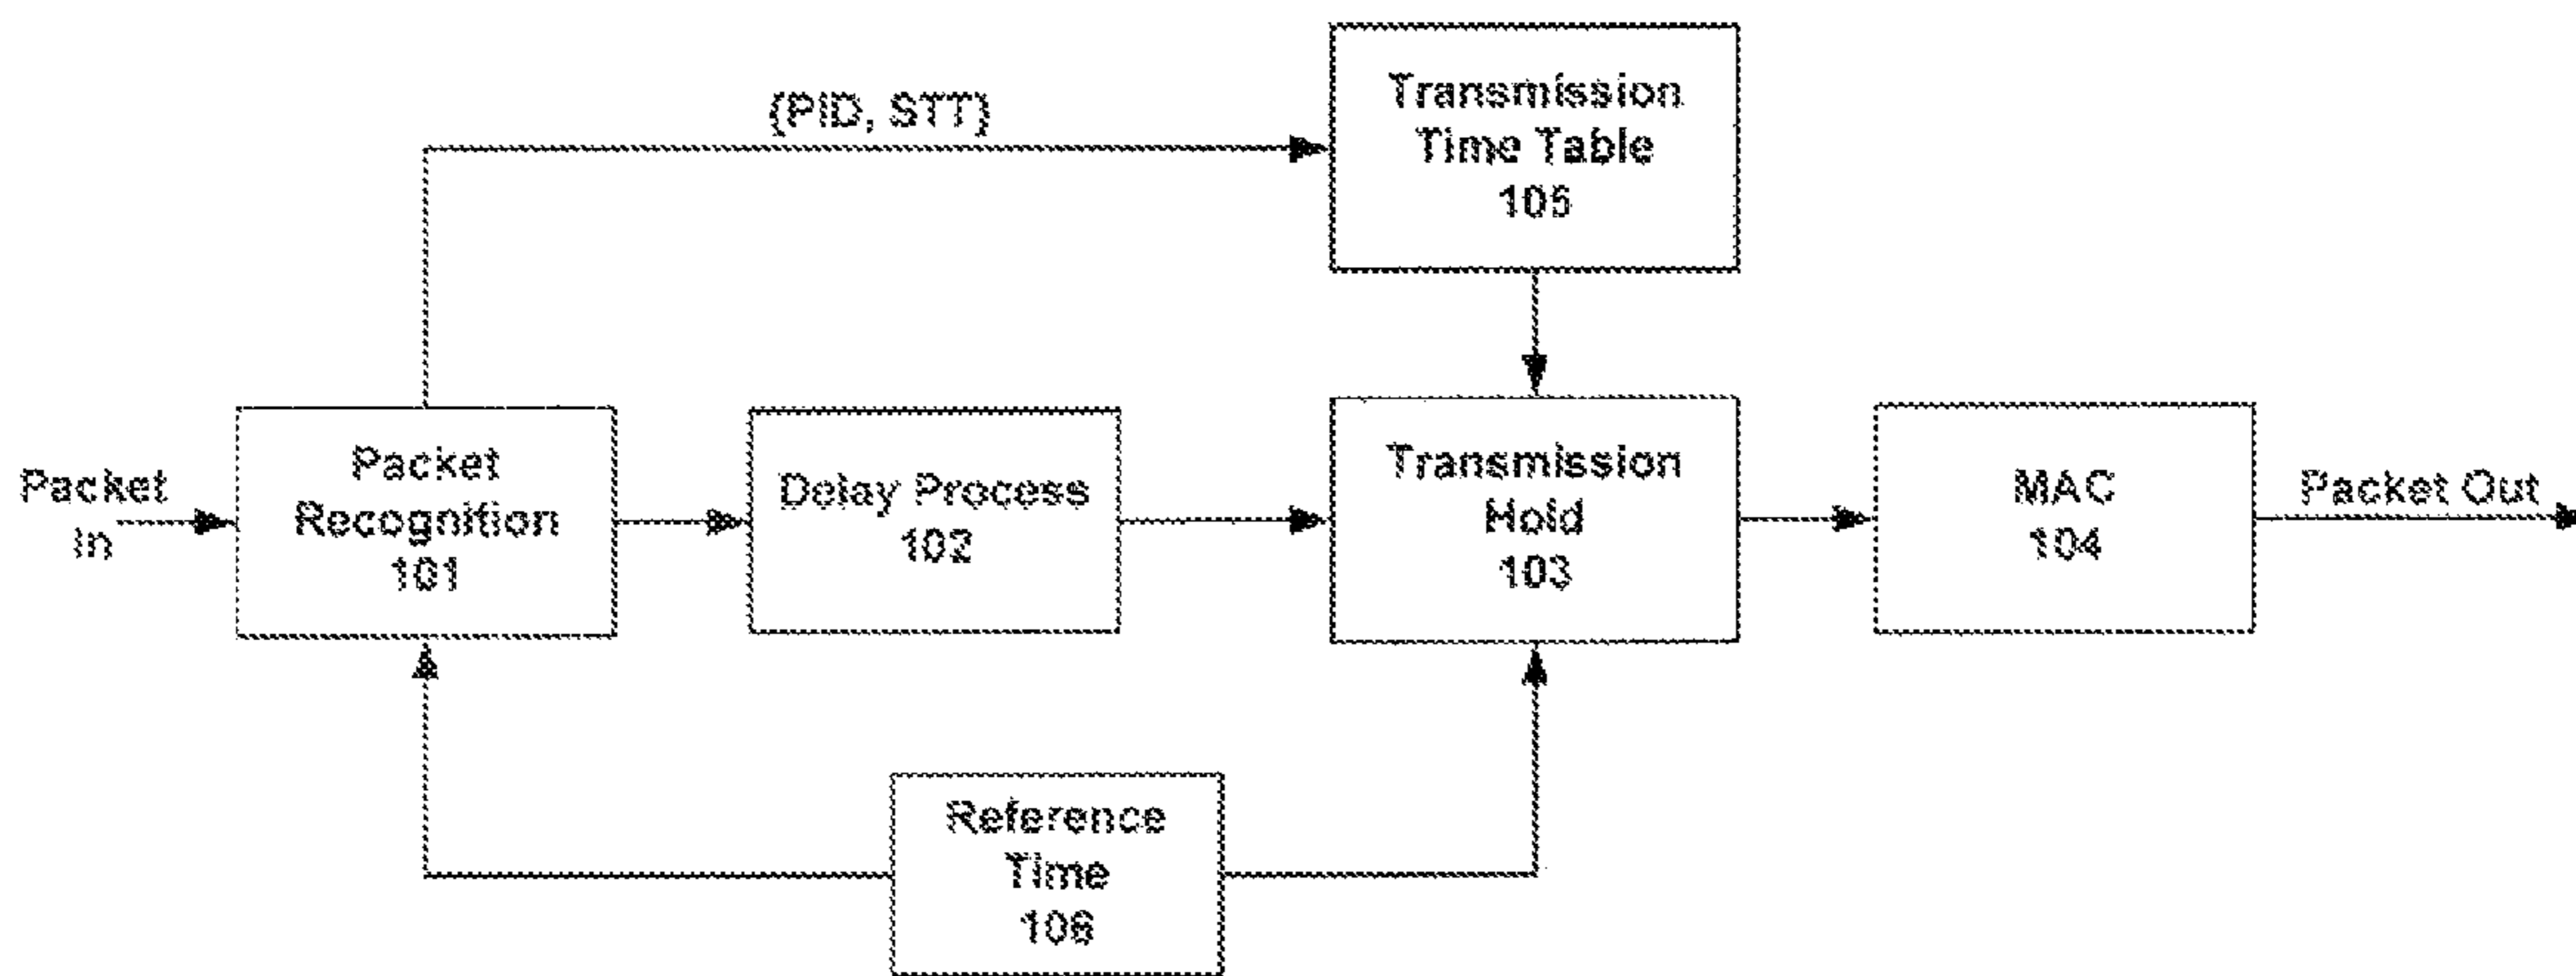 {PID, STT}
Transmission
Time Table
105
Packet
In
Packet
Recognition
101
Delay Process
102
Transmission
Hold
103
MAC
104
Packet Out
Reference
Time
106